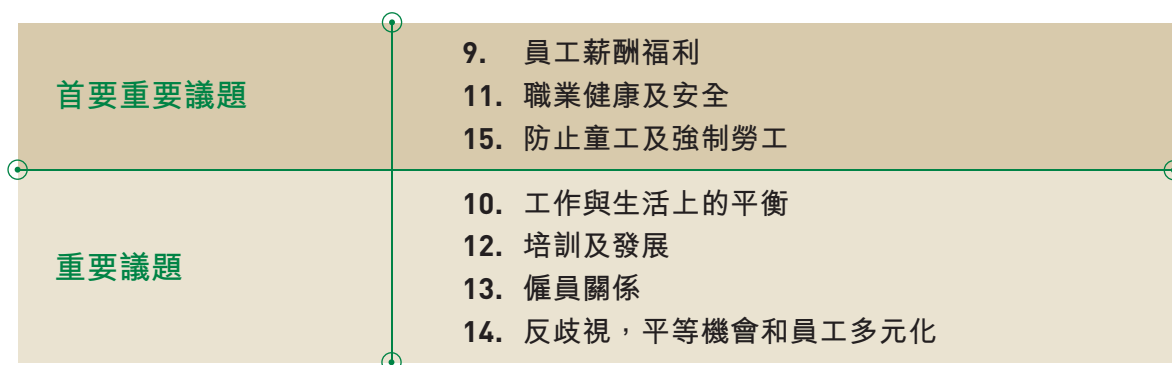 首要重要議題
9. 員工薪酬福利
11. 職業健康及安全
15. 防止童工及強制勞工
重要議題
10. 工作與生活上的平衡
12. 培訓及發展
13. 僱員關係
14. 反歧視，平等機會和員工多元化